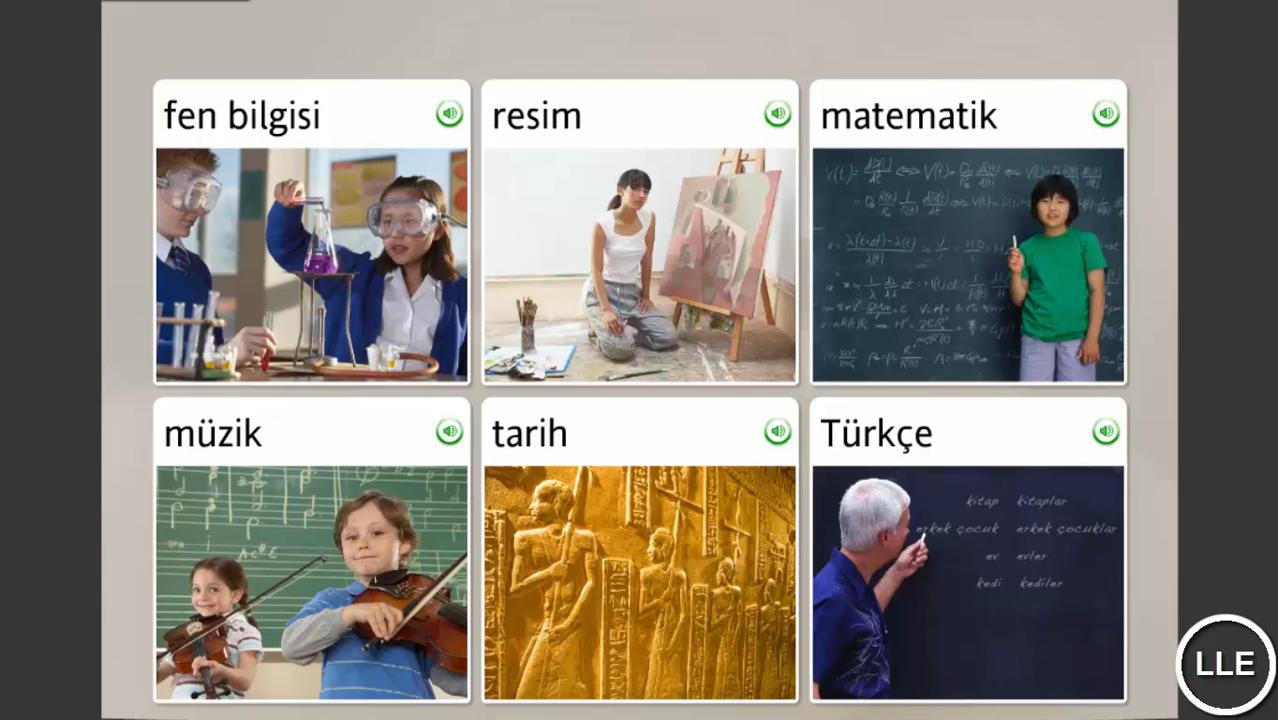 fen bilgisi
resim
matematik
müzik
tarih
Türkçe
kitap kitaplar
erkek çocuk erkek çocuklar
ev evler
kedi kediler
LLE